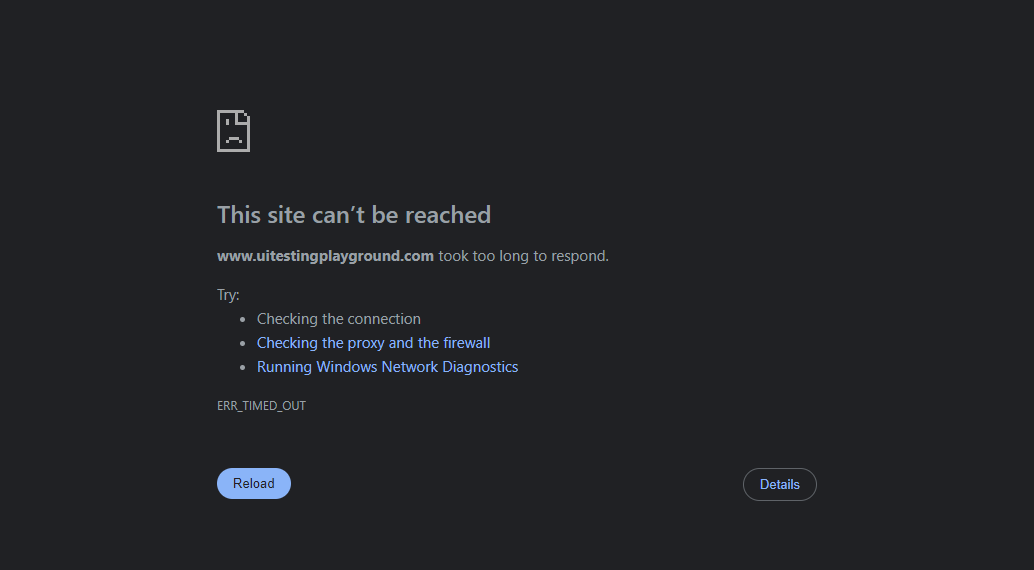 This site can’t be reached
www.uitestingplayground.com took too long to respond.
Try:
• Checking the connection
• Checking the proxy and the firewall
• Running Windows Network Diagnostics
ERR_TIMED_OUT
Reload
Details